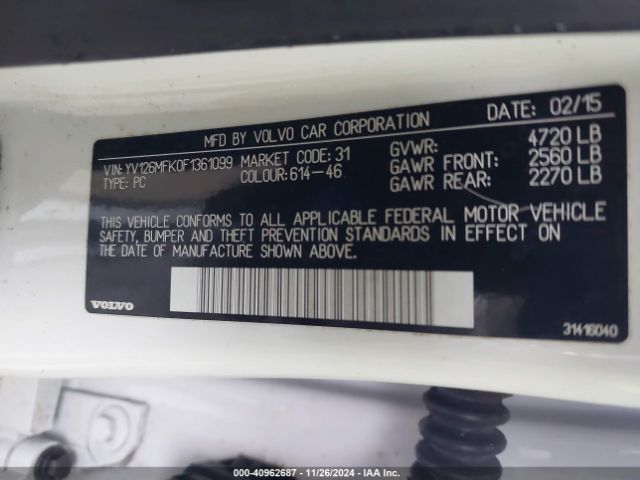 DATE: 02/15
MFD BY VOLVO CAR CORPORATION
VIN: YV126MFK0F1361099 MARKET CODE: 31 GVWR: 4720 LB
TYPE: PC COLOUR: 614-46 GAWR FRONT: 2560 LB
GAWR REAR: 2270 LB
THIS VEHICLE CONFORMS TO ALL APPLICABLE FEDERAL MOTOR VEHICLE
SAFETY, BUMPER AND THEFT PREVENTION STANDARDS IN EFFECT ON
THE DATE OF MANUFACTURE SHOWN ABOVE.
VOLVO
31416040
000-40962687 - 11/26/2024 - IAA Inc.